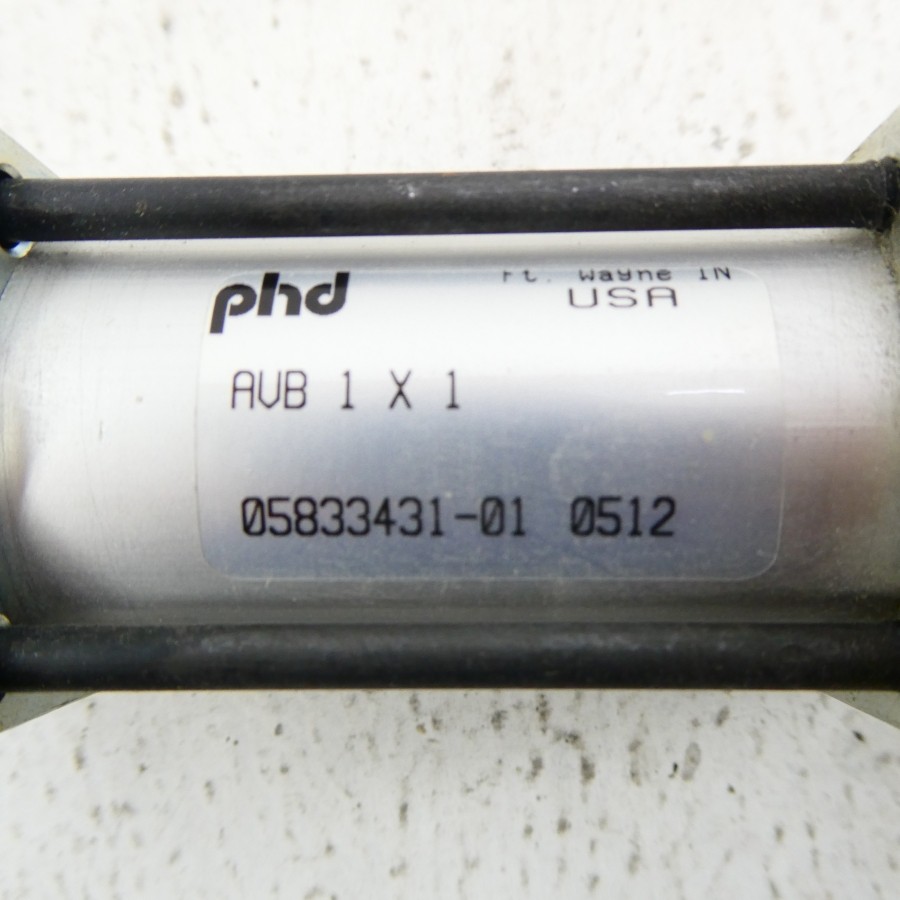 phd
Ft. Wayne IN
USA
AVB 1 X 1
05833431-01 0512